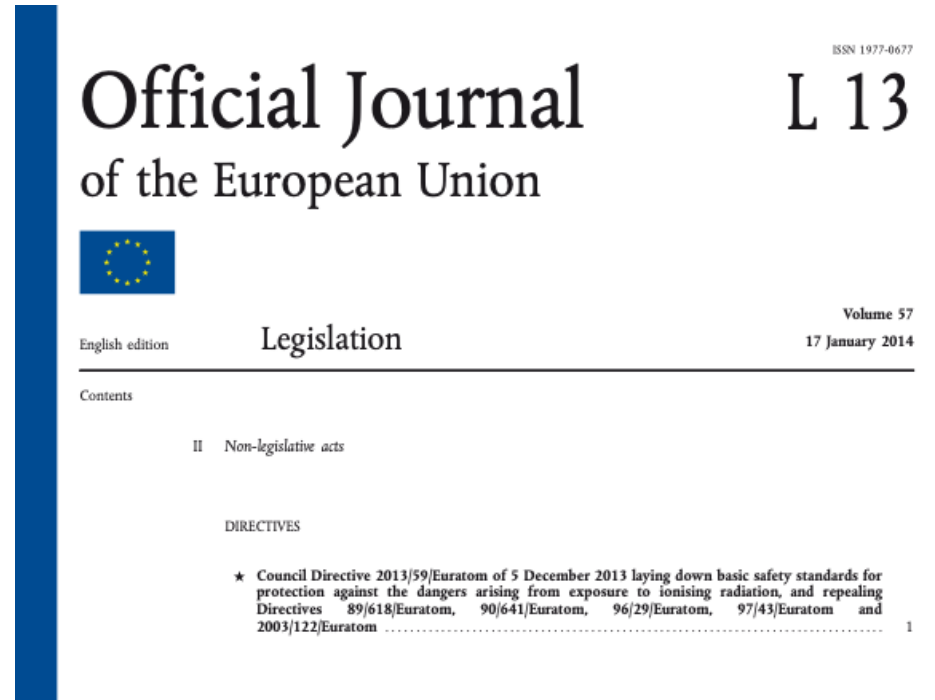 ISSN 1977-0677
Official Journal
L 13
of the European Union
Volume 57
English edition
Legislation
17 January 2014
Contents
II Non-legislative acts
DIRECTIVES
★ Council Directive 2013/59/Euratom of 5 December 2013 laying down basic safety standards for
protection against the dangers arising from exposure to ionising radiation, and repealing
Directives 89/618/Euratom, 90/641/Euratom, 96/29/Euratom, 97/43/Euratom and
2003/122/Euratom ........................................................................ 1